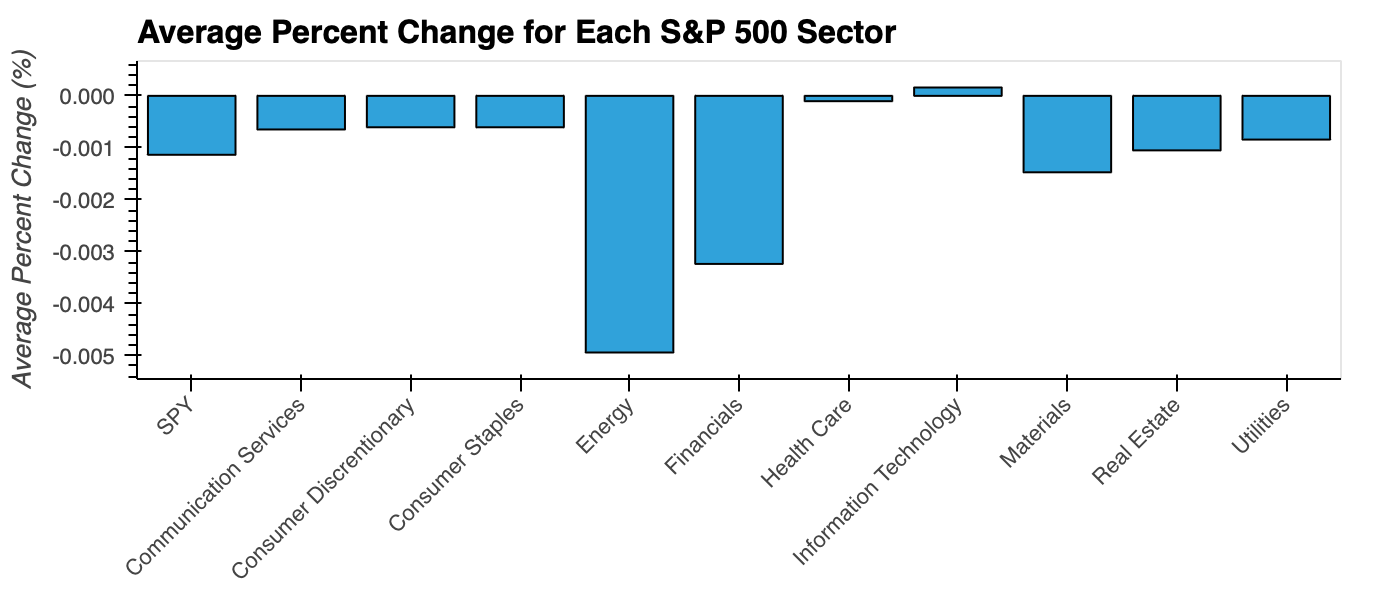 Average Percent Change for Each S&P 500 Sector
Average Percent Change (%)
0.000
-0.001
-0.002
-0.003
-0.004
-0.005
SPY
Communication Services
Consumer Discrentionary
Consumer Staples
Energy
Financials
Health Care
Information Technology
Materials
Real Estate
Utilities